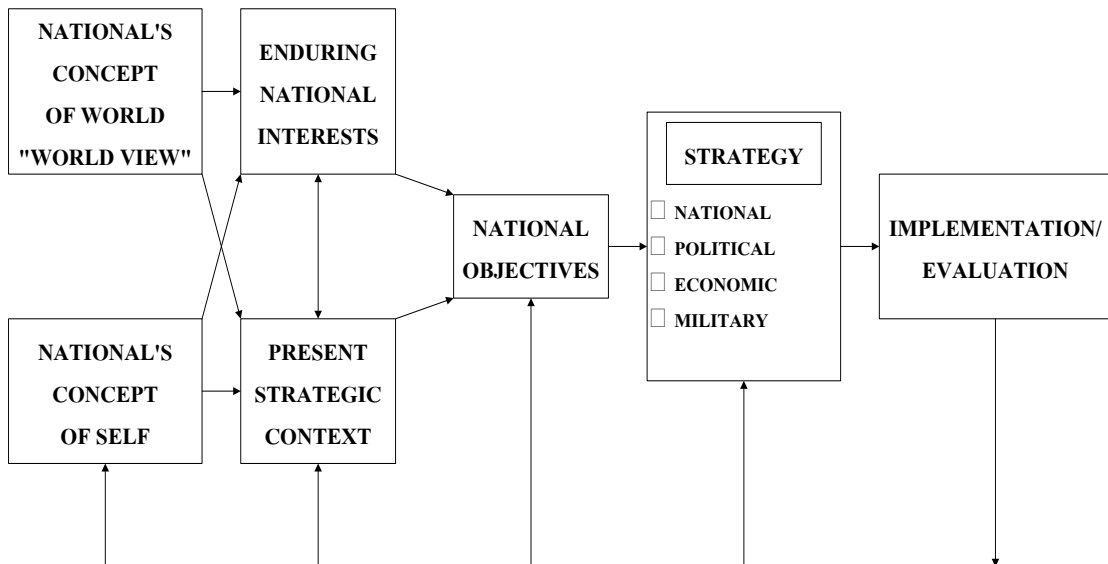 NATIONAL'S
CONCEPT
OF WORLD
"WORLD VIEW"
ENDURING
NATIONAL
INTERESTS
NATIONAL'S
CONCEPT
OF SELF
PRESENT
STRATEGIC
CONTEXT
NATIONAL
OBJECTIVES
STRATEGY
NATIONAL
POLITICAL
ECONOMIC
MILITARY
IMPLEMENTATION/
EVALUATION